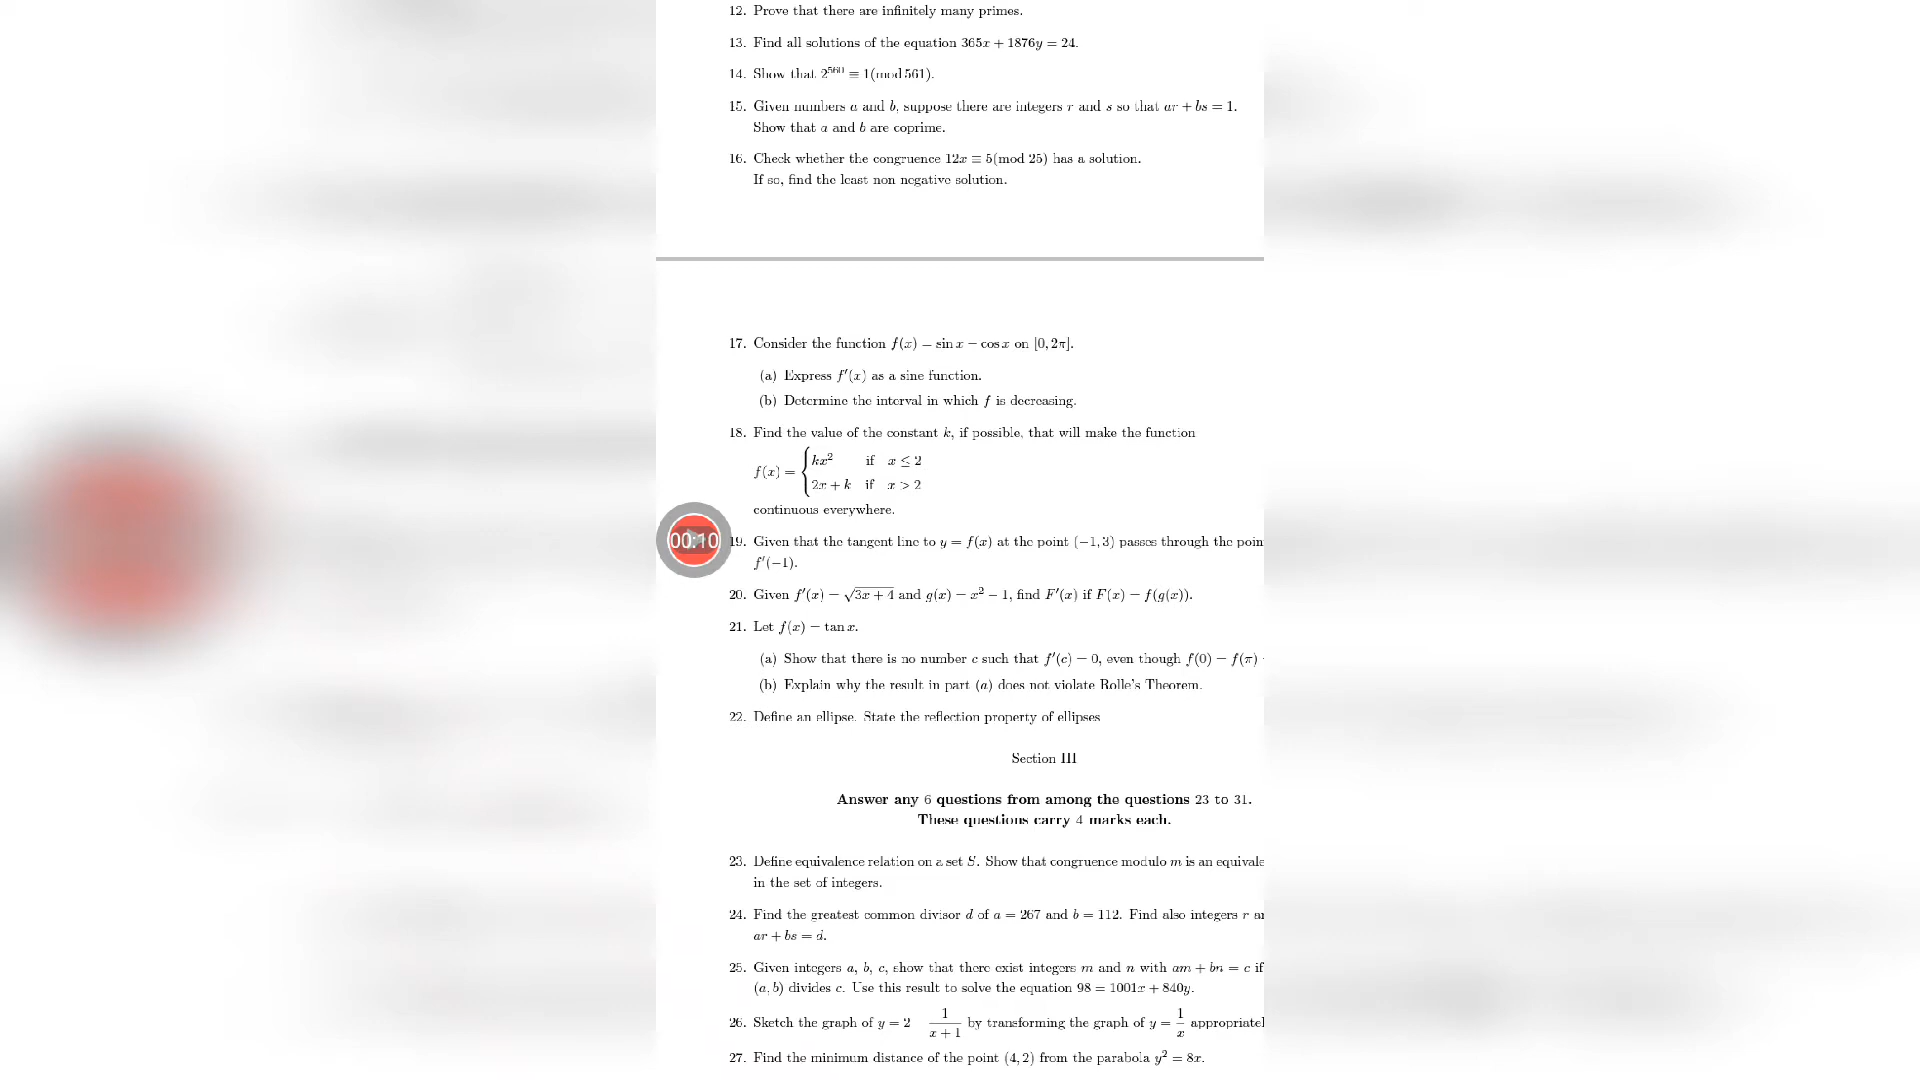 12. Prove that there are infinitely many primes.
13. Find all solutions of the equation 365x + 1876y = 24.
14. Show that 2^560 ≡ 1(mod 561).
15. Given numbers a and b, suppose there are integers r and s so that ar + bs = 1.
Show that a and b are coprime.
16. Check whether the congruence 12x ≡ 5(mod 25) has a solution.
If so, find the least non negative solution.
17. Consider the function f(x) = sin x − cos x on [0, 2π].
(a) Express f′(x) as a sine function.
(b) Determine the interval in which f is decreasing.
18. Find the value of the constant k, if possible, that will make the function
f(x) = { kx² if x ≤ 2
2x + k if x > 2
continuous everywhere.
00:10
19. Given that the tangent line to y = f(x) at the point (−1, 3) passes through the poin
f′(−1).
20. Given f′(x) = √(3x + 4) and g(x) = x² − 1, find F′(x) if F(x) = f(g(x)).
21. Let f(x) = tan x.
(a) Show that there is no number c such that f′(c) = 0, even though f(0) = f(π)
(b) Explain why the result in part (a) does not violate Rolle's Theorem.
22. Define an ellipse. State the reflection property of ellipses
Section III
Answer any 6 questions from among the questions 23 to 31.
These questions carry 4 marks each.
23. Define equivalence relation on a set S. Show that congruence modulo m is an equivale
in the set of integers.
24. Find the greatest common divisor d of a = 267 and b = 112. Find also integers r a
ar + bs = d.
25. Given integers a, b, c, show that there exist integers m and n with am + bn = c if
(a, b) divides c. Use this result to solve the equation 98 = 1001x + 840y.
26. Sketch the graph of y = 2 1/(x + 1) by transforming the graph of y = 1/x appropriatel
27. Find the minimum distance of the point (4, 2) from the parabola y² = 8x.